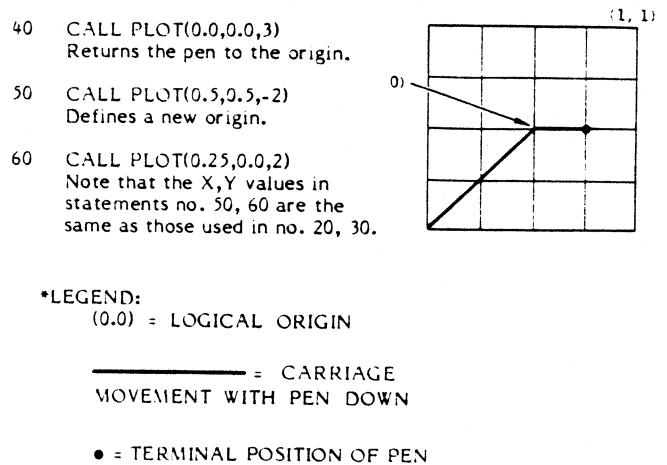 (1, 1)
40 CALL PLOT(0.0,0.0,3)
Returns the pen to the origin.
0)
50 CALL PLOT(0.5,0.5,-2)
Defines a new origin.
60 CALL PLOT(0.25,0.0,2)
Note that the X,Y values in
statements no. 50, 60 are the
same as those used in no. 20, 30.
*LEGEND:
(0.0) = LOGICAL ORIGIN
= CARRIAGE
MOVEMENT WITH PEN DOWN
= TERMINAL POSITION OF PEN